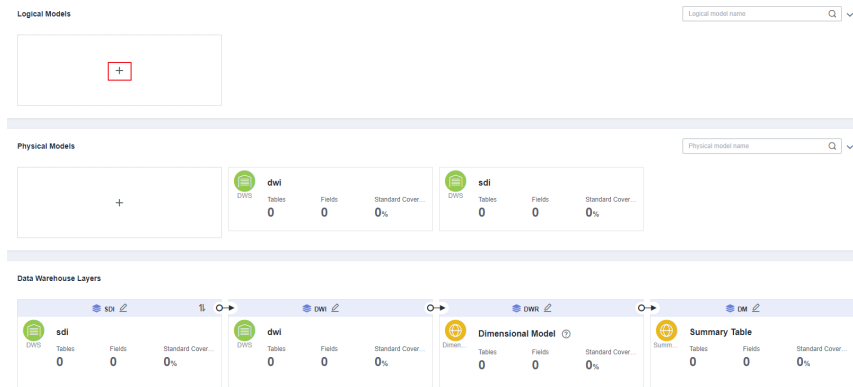 Logical Models
Logical model name
+
Physical Models
Physical model name
+
DWS
dwi
Tables Fields Standard Cover...
0 0 0%
DWS
sdi
Tables Fields Standard Cover...
0 0 0%
Data Warehouse Layers
SDI DWI DWR DM
DWS
sdi
Tables Fields Standard Cover...
0 0 0%
DWS
dwi
Tables Fields Standard Cover...
0 0 0%
Dimen...
Dimensional Model ?
Tables Fields Standard Cover...
0 0 0%
Summ...
Summary Table
Tables Fields Standard Cover...
0 0 0%